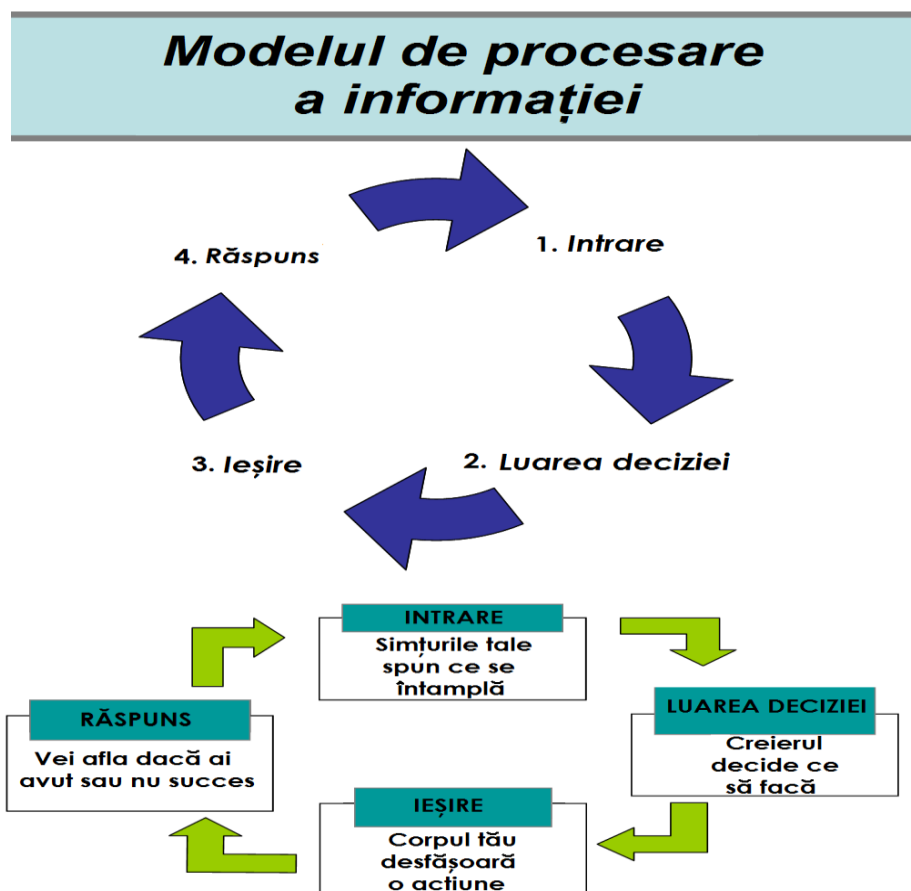 Modelul de procesare
a informației
4. Răspuns
1. Intrare
3. Ieșire
2. Luarea deciziei
INTRARE
Simțurile tale
spun ce se
întamplă
LUAREA DECIZIEI
Creierul
decide ce
să facă
RĂSPUNS
Vei afla dacă ai
avut sau nu succes
IEȘIRE
Corpul tău
desfășoară
o acțiune